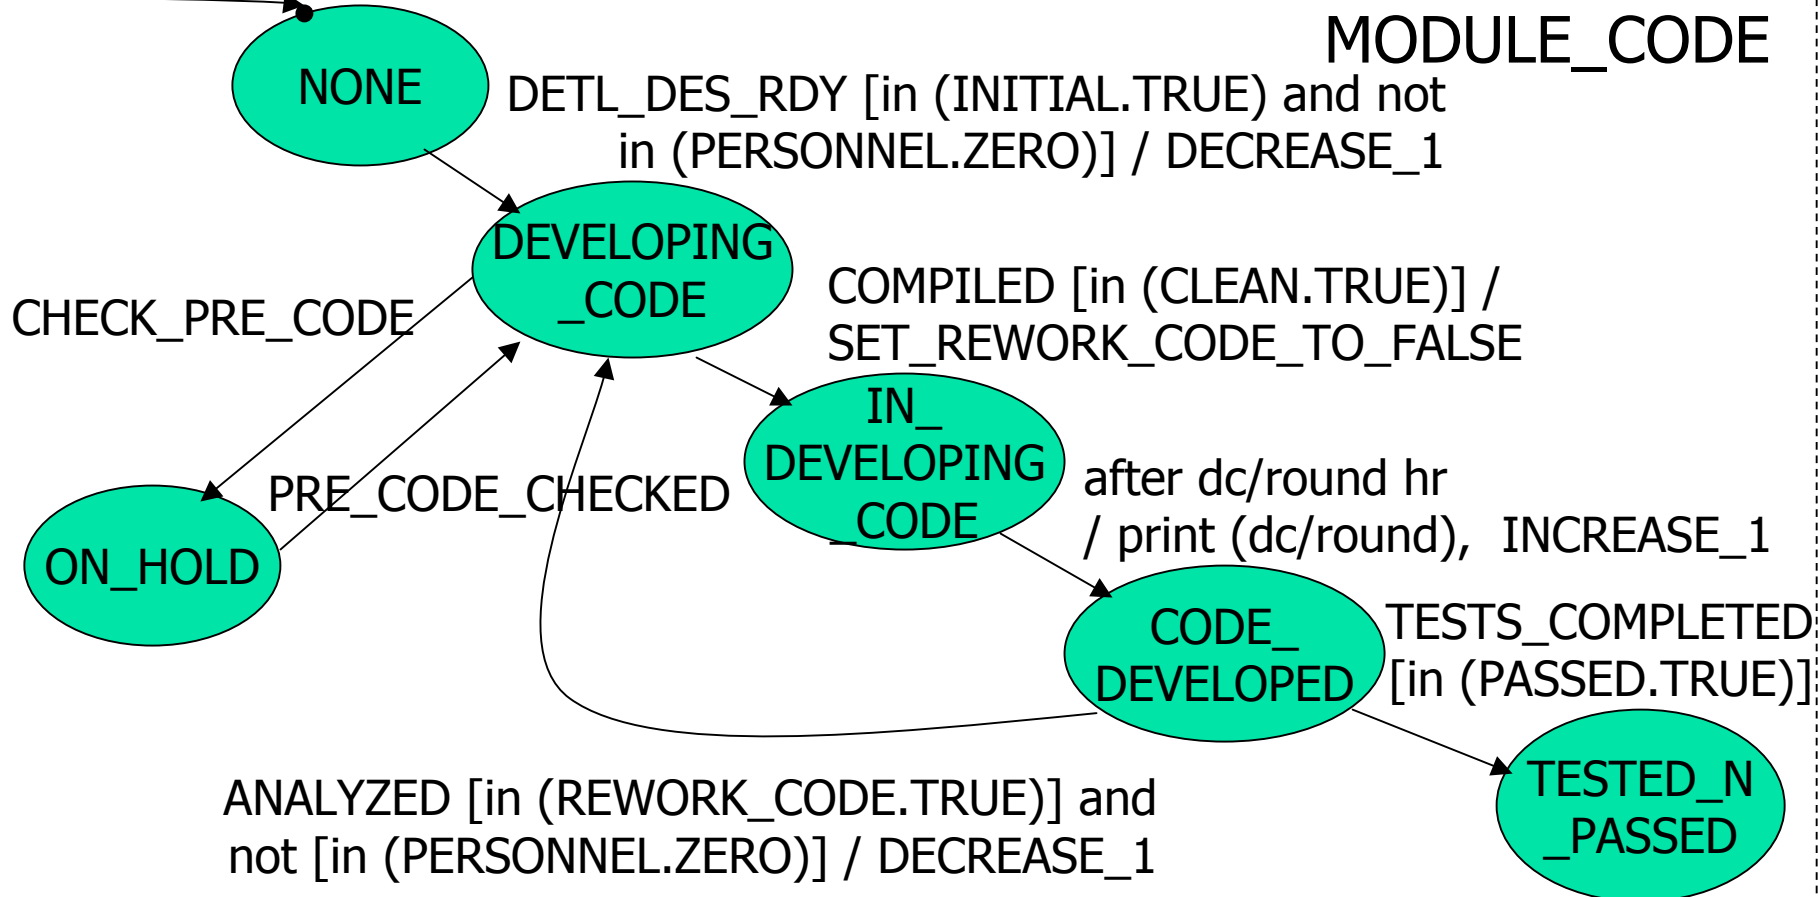 MODULE_CODE
NONE
DETL_DES_RDY [in (INITIAL.TRUE) and not
in (PERSONNEL.ZERO)] / DECREASE_1
DEVELOPING
_CODE
COMPILED [in (CLEAN.TRUE)] /
SET_REWORK_CODE_TO_FALSE
CHECK_PRE_CODE
IN_
DEVELOPING
_CODE
after dc/round hr
/ print (dc/round), INCREASE_1
PRE_CODE_CHECKED
ON_HOLD
CODE_
DEVELOPED
TESTS_COMPLETED
[in (PASSED.TRUE)]
TESTED_N
_PASSED
ANALYZED [in (REWORK_CODE.TRUE)] and
not [in (PERSONNEL.ZERO)] / DECREASE_1